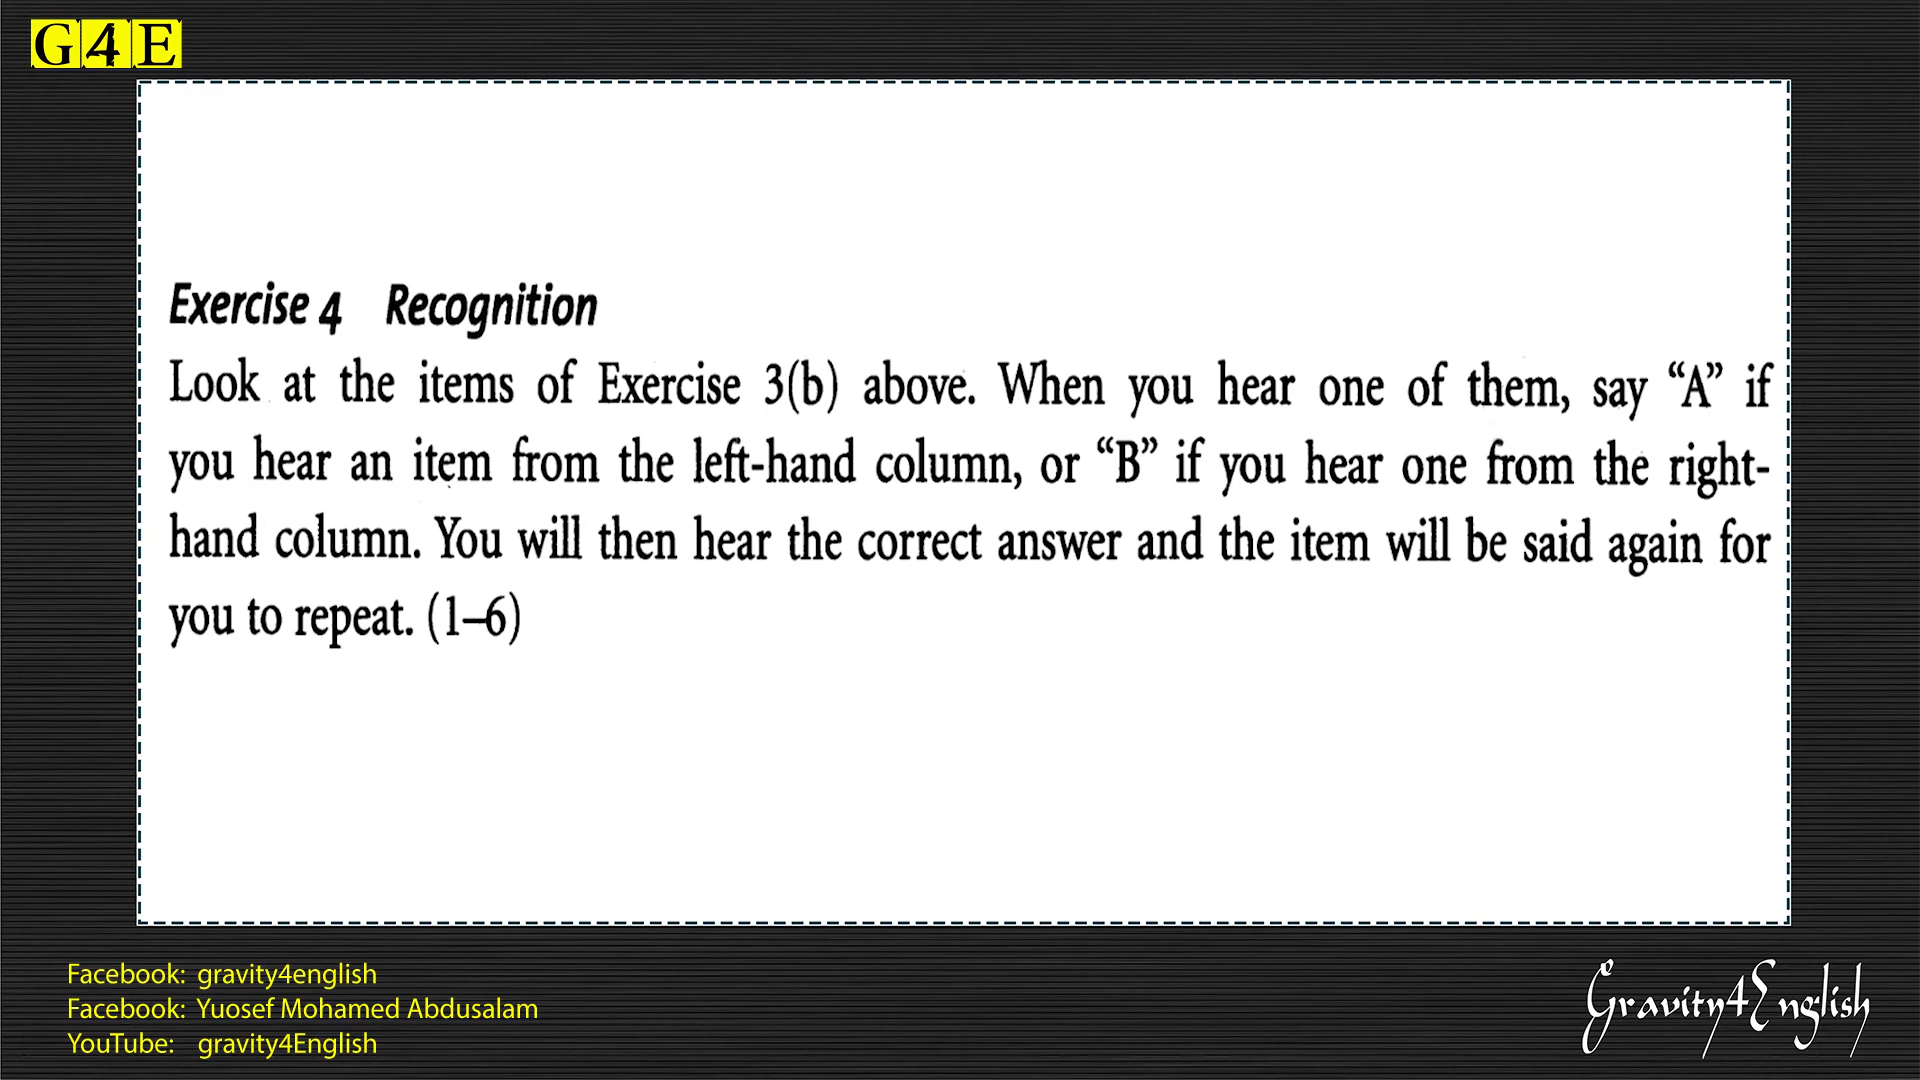 G4E
Exercise 4 Recognition
Look at the items of Exercise 3(b) above. When you hear one of them, say “A” if
you hear an item from the left-hand column, or “B” if you hear one from the right-
hand column. You will then hear the correct answer and the item will be said again for
you to repeat. (1–6)
Facebook: gravity4english
Facebook: Yuosef Mohamed Abdusalam
YouTube: gravity4English
Gravity4English